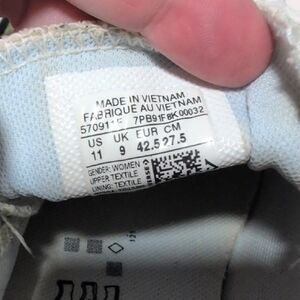 MADE IN VIETNAM
FABRIQUE AU VIETNAM
US UK EUR CM
11 9 42.5 27.5
GENDER: WOMEN
UPPER: TEXTILE
LINING: TEXTILE